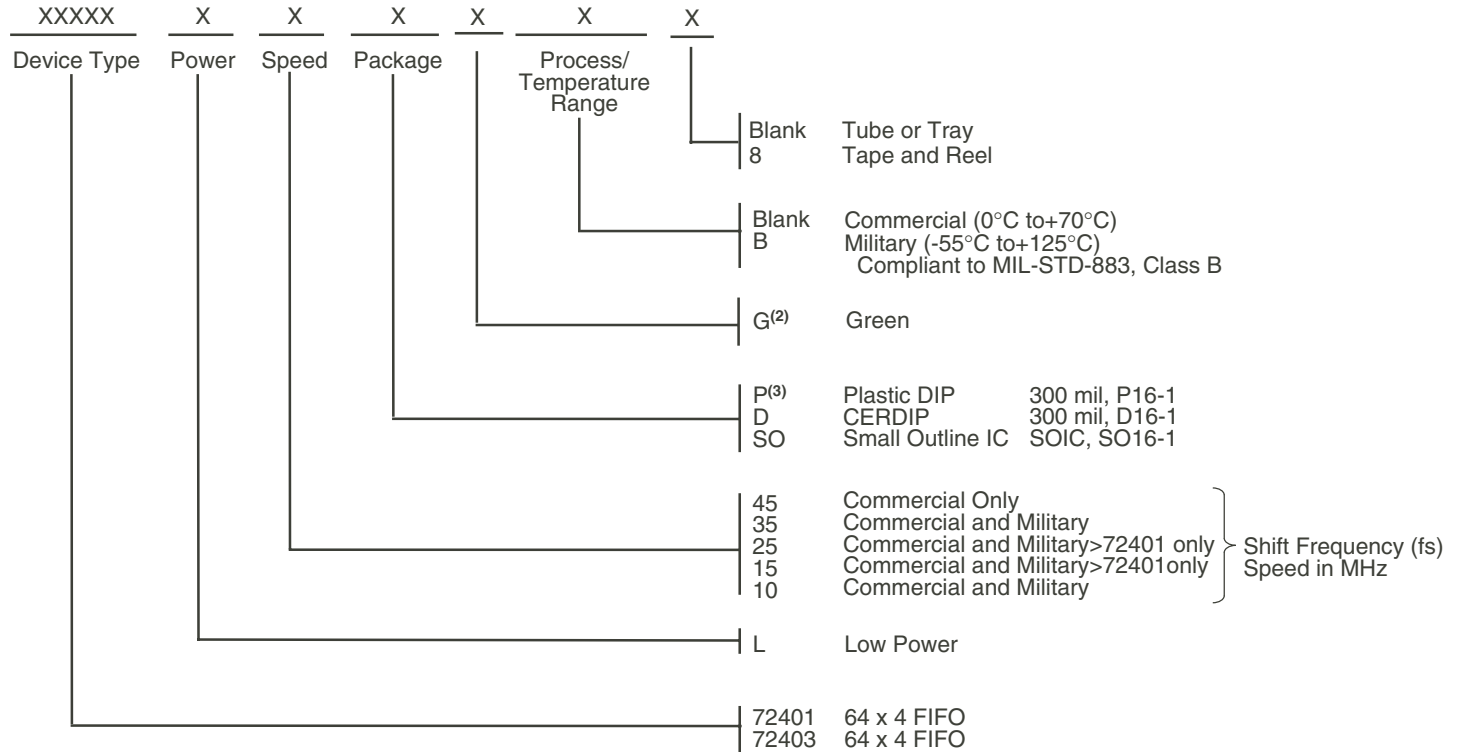 XXXXX X X X X X X
Device Type Power Speed Package Process/
Temperature
Range
Blank Tube or Tray
8 Tape and Reel
Blank Commercial (0°C to+70°C)
B Military (-55°C to+125°C)
Compliant to MIL-STD-883, Class B
G(2) Green
P(3) Plastic DIP 300 mil, P16-1
D CERDIP 300 mil, D16-1
SO Small Outline IC SOIC, SO16-1
45 Commercial Only
35 Commercial and Military
25 Commercial and Military>72401 only
15 Commercial and Military>72401only
10 Commercial and Military
Shift Frequency (fs)
Speed in MHz
L Low Power
72401 64 x 4 FIFO
72403 64 x 4 FIFO